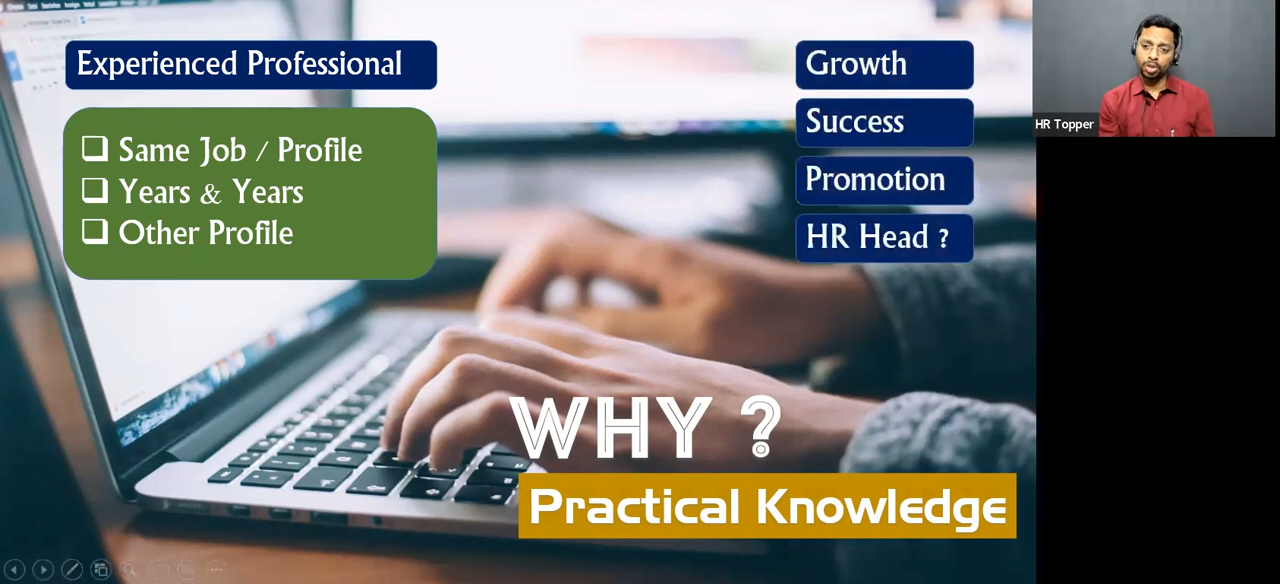 Experienced Professional
❑ Same Job / Profile
❑ Years & Years
❑ Other Profile
Growth
Success
Promotion
HR Head ?
WHY ?
Practical Knowledge
HR Topper